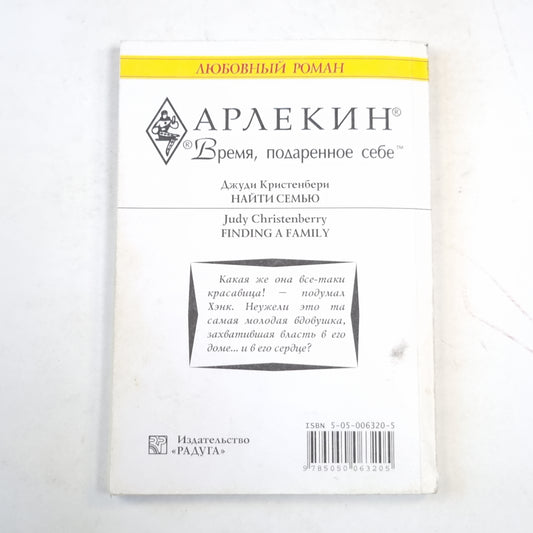 ЛЮБОВНЫЙ РОМАН
АРЛЕКИН®
® Время, подаренное себе™
Джуди Кристенбери
НАЙТИ СЕМЬЮ
Judy Christenberry
FINDING A FAMILY
Какая же она все-таки
красавица! — подумал
Хэнк. Неужели это та
самая молодая вдовушка,
захватившая власть в его
доме... и в его сердце?
ISBN 5-05-006320-5
Издательство
«РАДУГА»
9785050063205